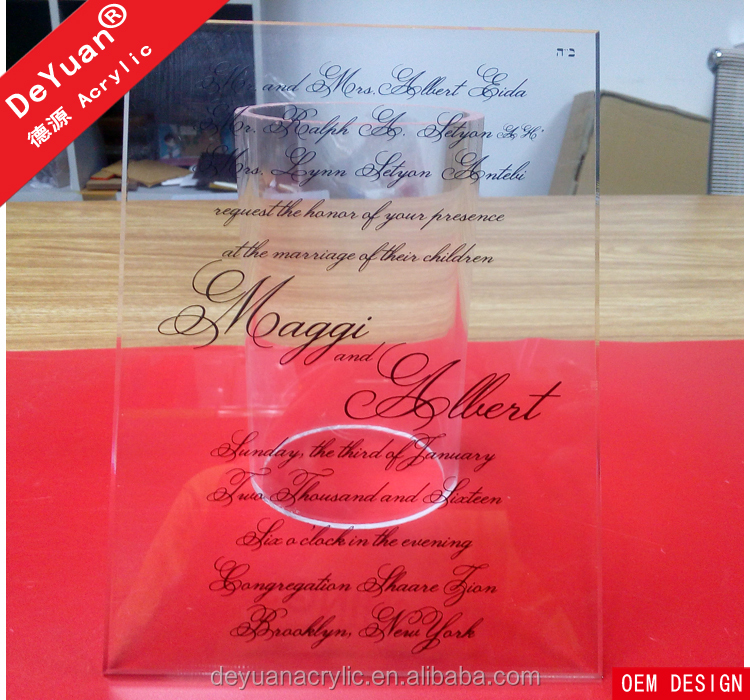 DeYuan®
德源 Acrylic
ב״ה
Mr. and Mrs. Albert Eida
Mr. Ralph A. Setyon A.H.
Mrs. Lynn Setyon Antebi
request the honor of your presence
at the marriage of their children
Maggi
and
Albert
Sunday, the third of January
Two Thousand and Sixteen
Six o'clock in the evening
Congregation Shaare Zion
Brooklyn, New York
deyuanacrylic.en.alibaba.com
OEM DESIGN